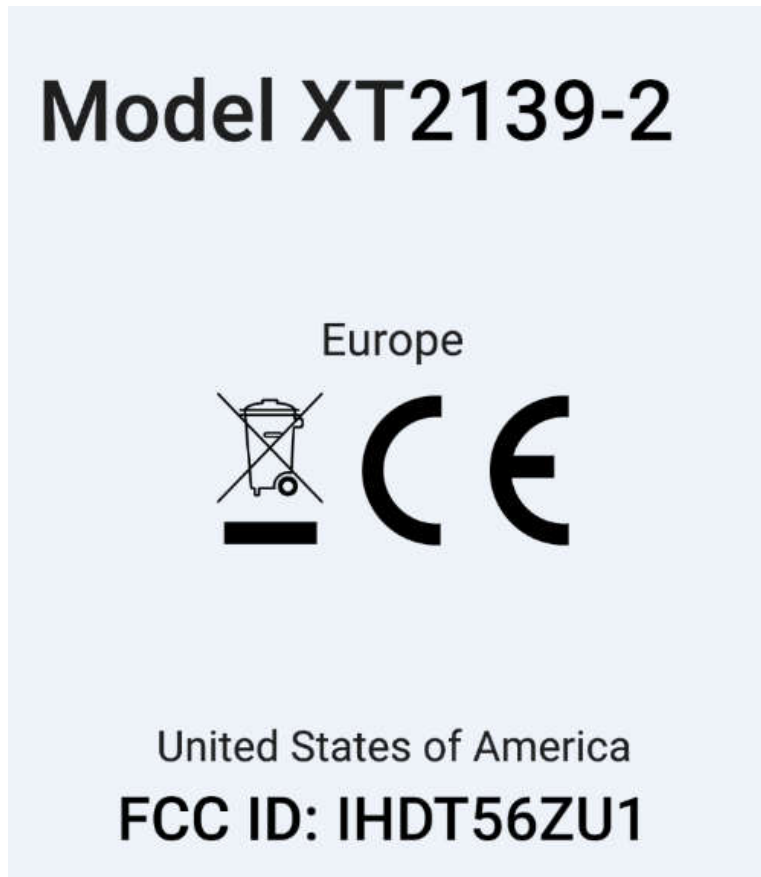 Model XT2139-2
Europe
CE
United States of America
FCC ID: IHDT56ZU1